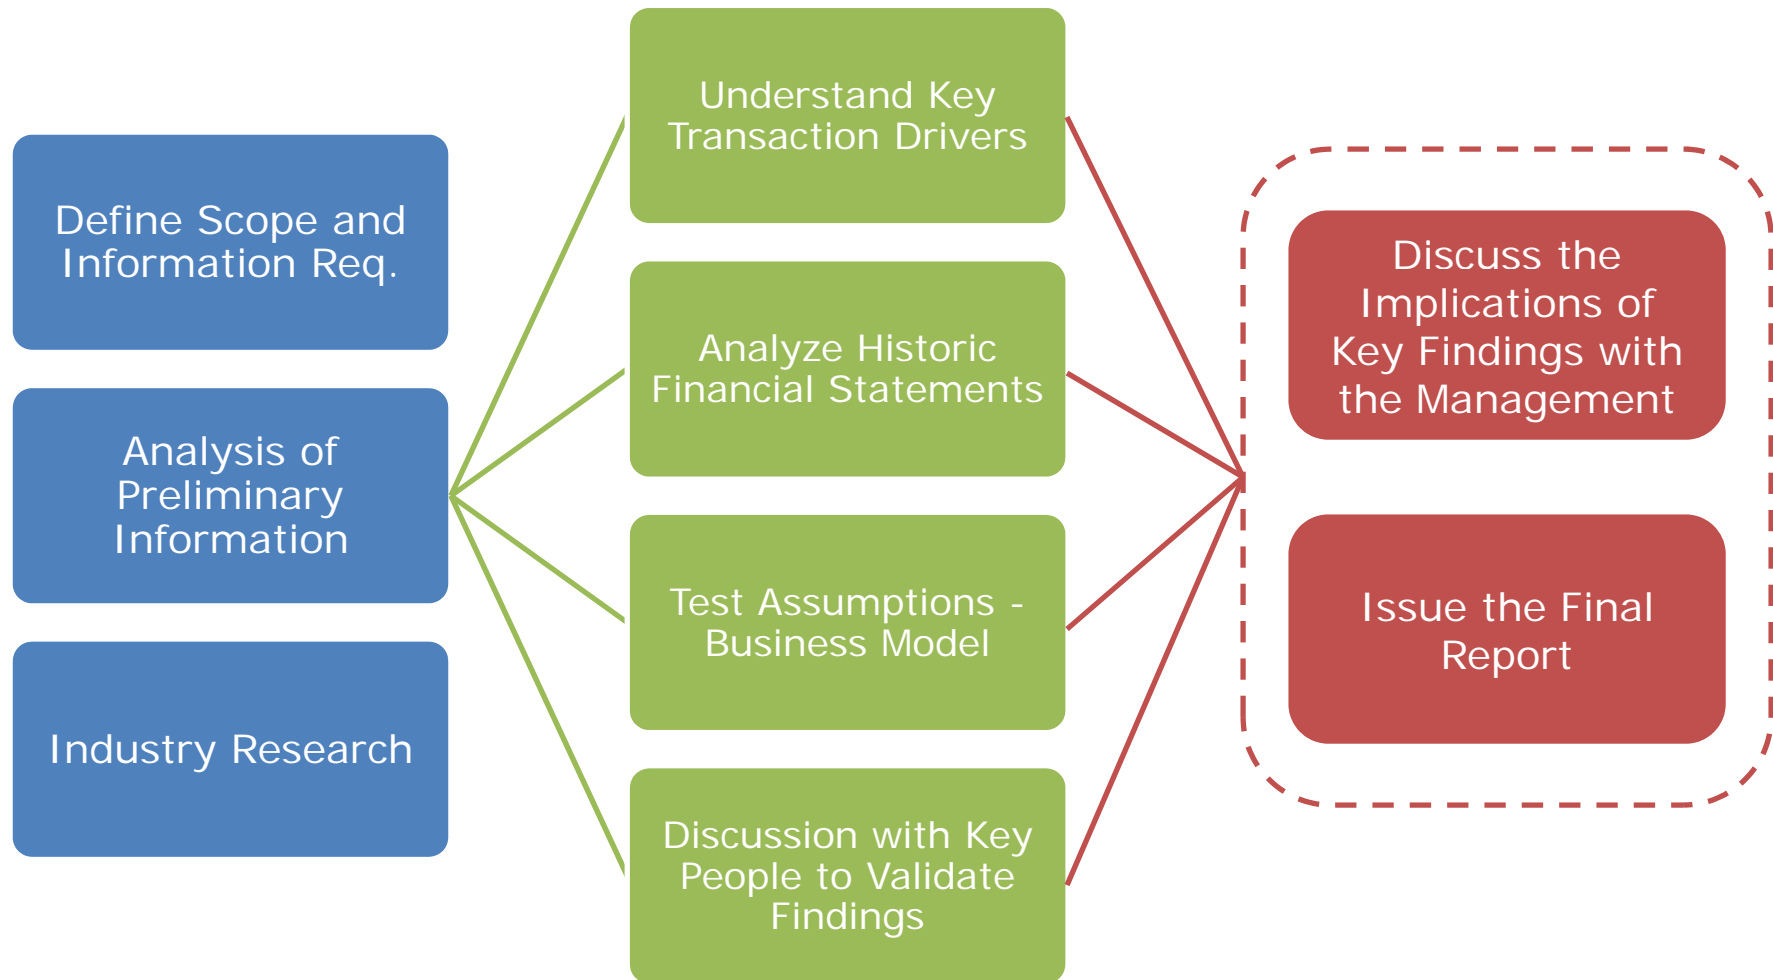 Define Scope and
Information Req.
Analysis of
Preliminary
Information
Industry Research
Understand Key
Transaction Drivers
Analyze Historic
Financial Statements
Test Assumptions -
Business Model
Discussion with Key
People to Validate
Findings
Discuss the
Implications of
Key Findings with
the Management
Issue the Final
Report